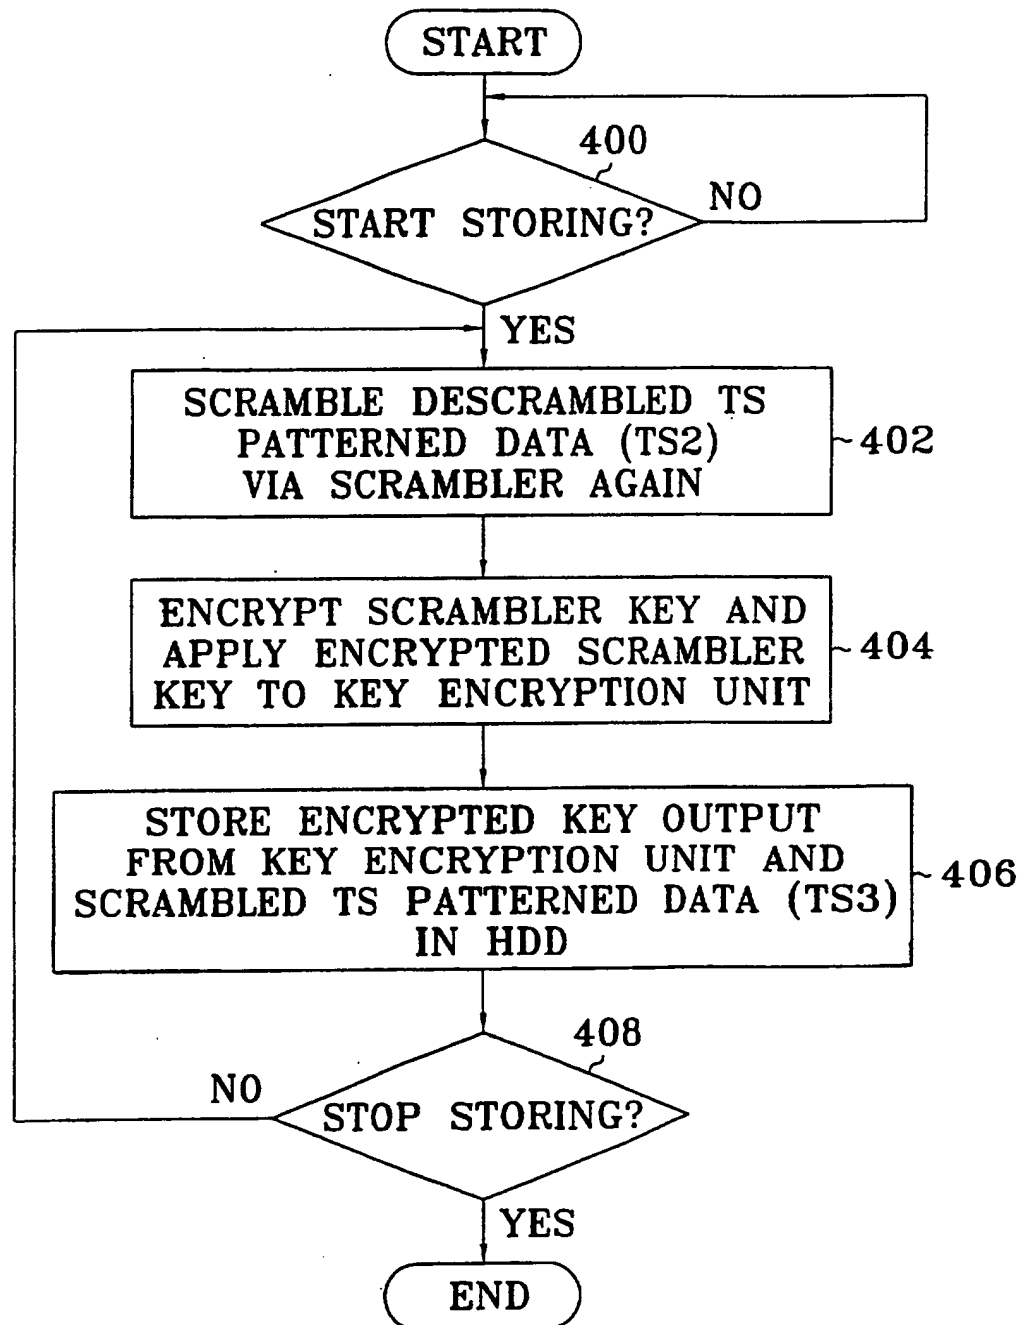 START
400
START STORING?
NO
YES
SCRAMBLE DESCRAMBLED TS
PATTERNED DATA (TS2)
VIA SCRAMBLER AGAIN
402
ENCRYPT SCRAMBLER KEY AND
APPLY ENCRYPTED SCRAMBLER
KEY TO KEY ENCRYPTION UNIT
404
STORE ENCRYPTED KEY OUTPUT
FROM KEY ENCRYPTION UNIT AND
SCRAMBLED TS PATTERNED DATA (TS3)
IN HDD
406
408
NO
STOP STORING?
YES
END